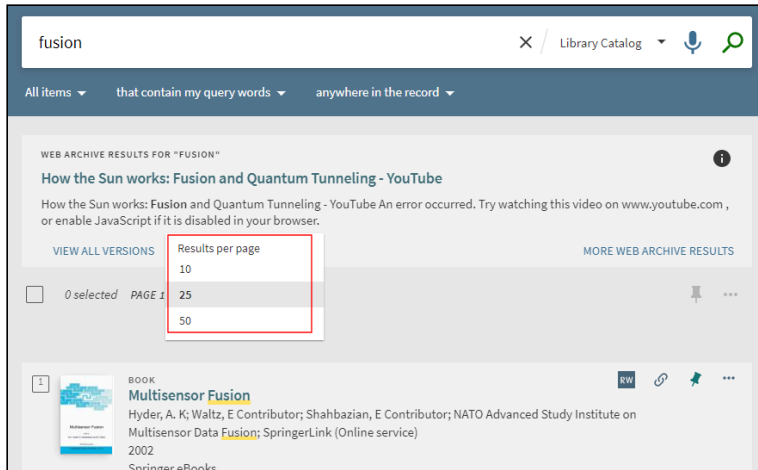 fusion
Library Catalog
All items that contain my query words anywhere in the record
WEB ARCHIVE RESULTS FOR "FUSION"
How the Sun works: Fusion and Quantum Tunneling - YouTube
How the Sun works: Fusion and Quantum Tunneling - YouTube An error occurred. Try watching this video on www.youtube.com ,
or enable JavaScript if it is disabled in your browser.
VIEW ALL VERSIONS
MORE WEB ARCHIVE RESULTS
Results per page
10
25
50
0 selected PAGE 1
1
BOOK
RW
Multisensor Fusion
Hyder, A. K; Waltz, E Contributor; Shahbazian, E Contributor; NATO Advanced Study Institute on
Multisensor Data Fusion; SpringerLink (Online service)
2002
Springer eBooks
Multisensor Fusion